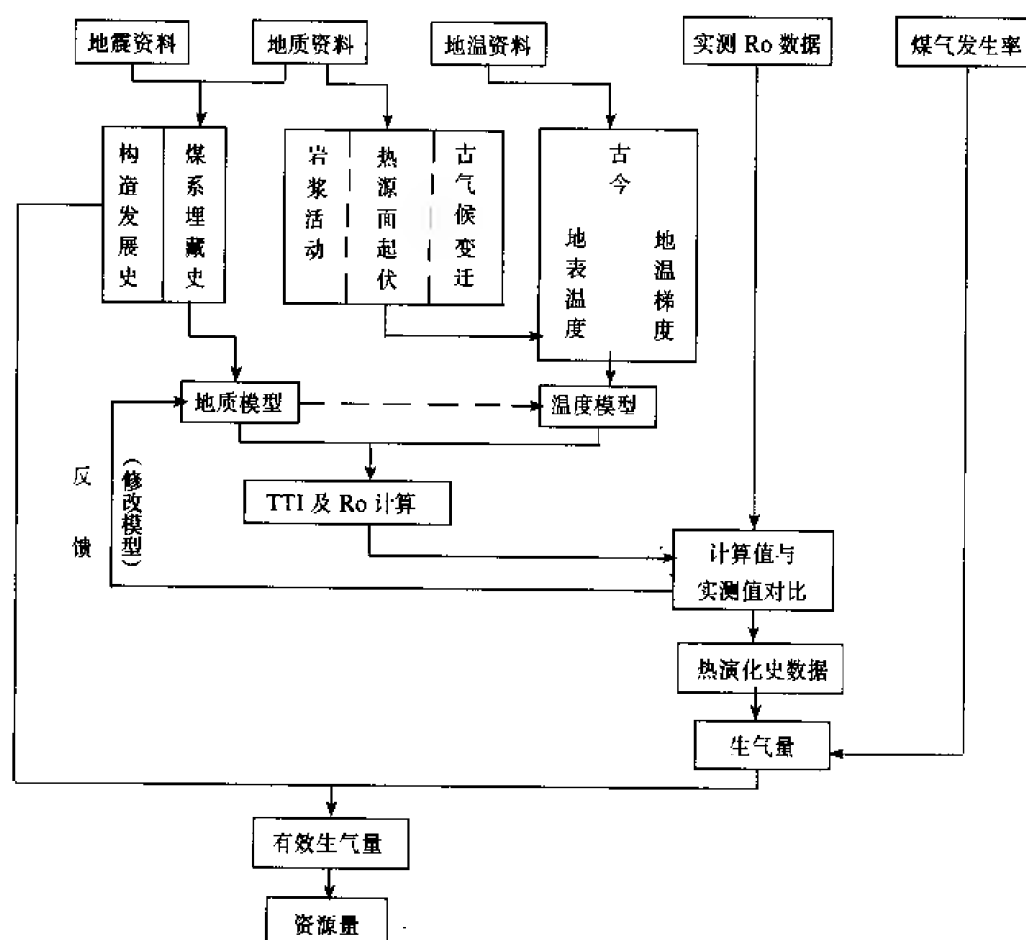 地震资料
地质资料
地温资料
实测 Ro 数据
煤气发生率
构造发展史
煤系埋藏史
岩浆活动
热源面起伏
古气候变迁
古今
地表温度
地温梯度
地质模型
温度模型
反馈
(修改模型)
TTI 及 Ro 计算
计算值与
实测值对比
热演化史数据
生气量
有效生气量
资源量